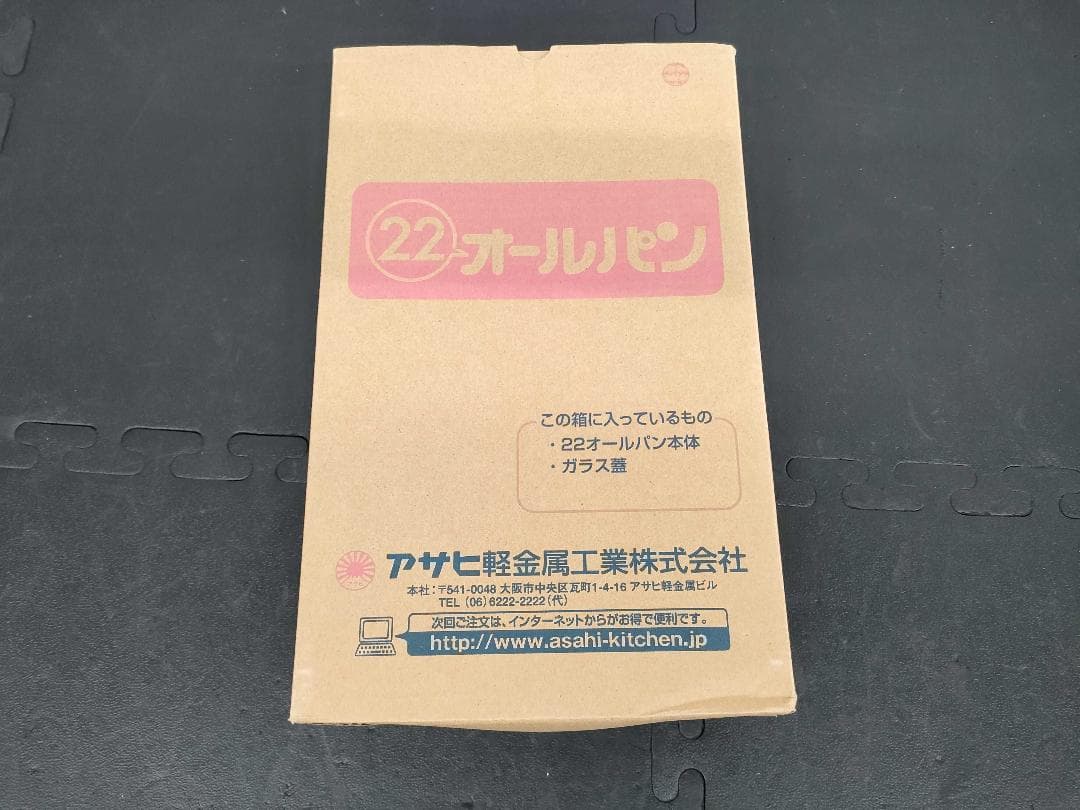 22オールパン
この箱に入っているもの
・22オールパン本体
・ガラス蓋
アサヒ軽金属工業株式会社
本社：〒541-0048 大阪市中央区瓦町1-4-16 アサヒ軽金属ビル
TEL (06)6222-2222(代)
次回ご注文は、インターネットからがお得で便利です。
http://www.asahi-kitchen.jp